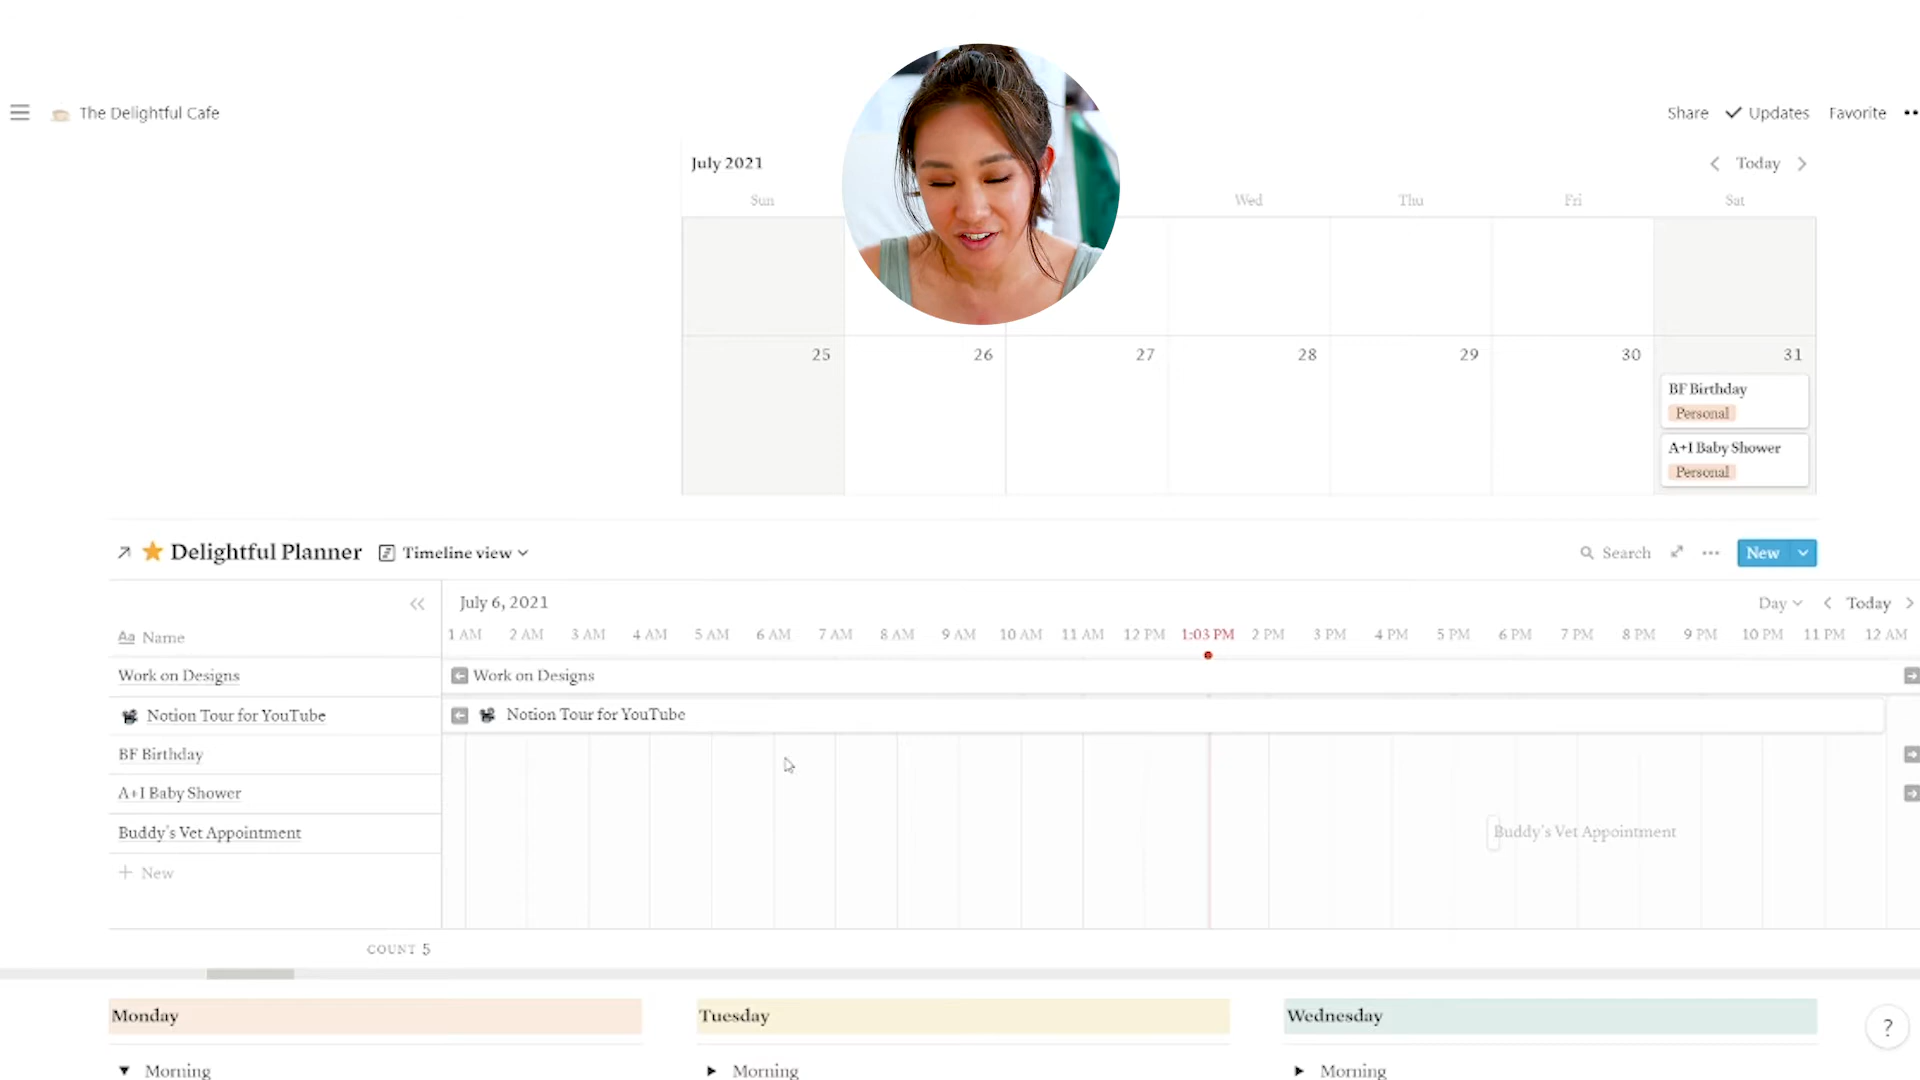 The Delightful Cafe
Share Updates Favorite
July 2021
Today
Sun Wed Thu Fri Sat
25 26 27 28 29 30 31
BF Birthday
Personal
A+I Baby Shower
Personal
Delightful Planner Timeline view
Search New
July 6, 2021
Day Today
Aa Name
1 AM 2 AM 3 AM 4 AM 5 AM 6 AM 7 AM 8 AM 9 AM 10 AM 11 AM 12 PM 1:03 PM 2 PM 3 PM 4 PM 5 PM 6 PM 7 PM 8 PM 9 PM 10 PM 11 PM 12 AM
Work on Designs
Work on Designs
Notion Tour for YouTube
Notion Tour for YouTube
BF Birthday
A+I Baby Shower
Buddy's Vet Appointment
Buddy's Vet Appointment
+ New
COUNT 5
Monday Tuesday Wednesday
?
Morning Morning Morning